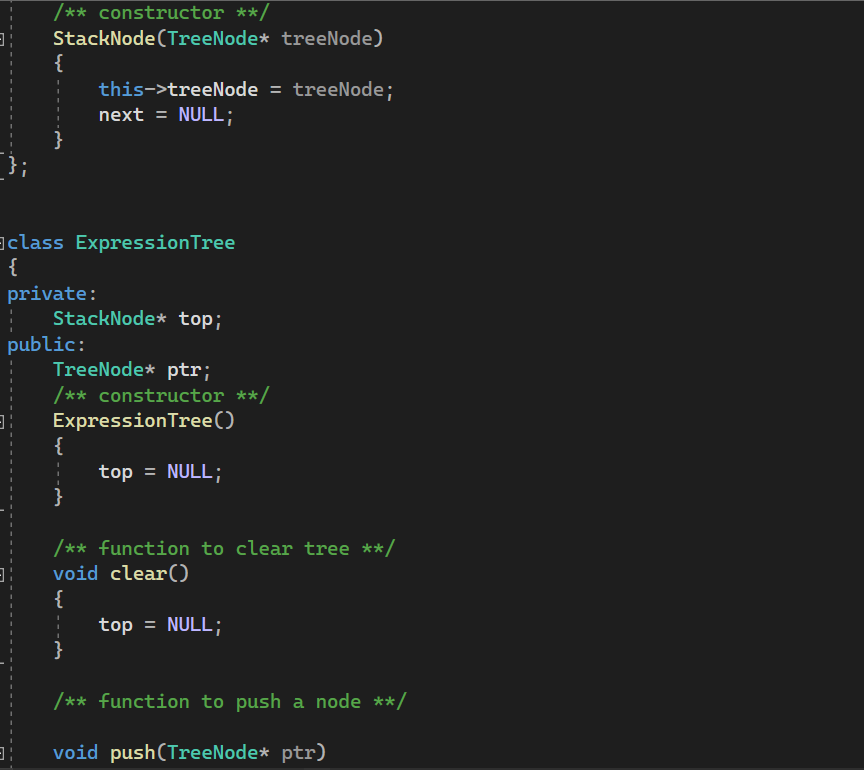 /** constructor **/
StackNode(TreeNode* treeNode)
{
this->treeNode = treeNode;
next = NULL;
}
};
class ExpressionTree
{
private:
StackNode* top;
public:
TreeNode* ptr;
/** constructor **/
ExpressionTree()
{
top = NULL;
}
/** function to clear tree **/
void clear()
{
top = NULL;
}
/** function to push a node **/
void push(TreeNode* ptr)